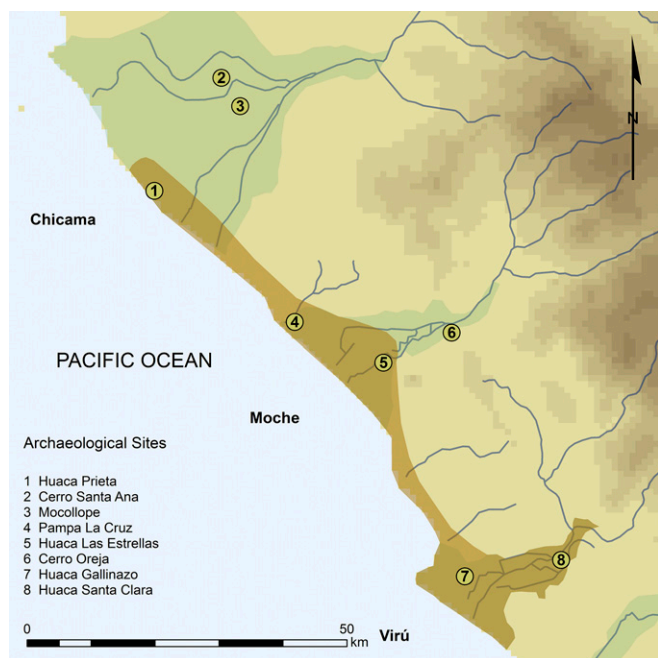 N
2
3
1
Chicama
4
6
5
PACIFIC OCEAN
Moche
Archaeological Sites
1 Huaca Prieta
2 Cerro Santa Ana
3 Mocollope
4 Pampa La Cruz
5 Huaca Las Estrellas
6 Cerro Oreja
7 Huaca Gallinazo
8 Huaca Santa Clara
8
7
0 50
km
Virú